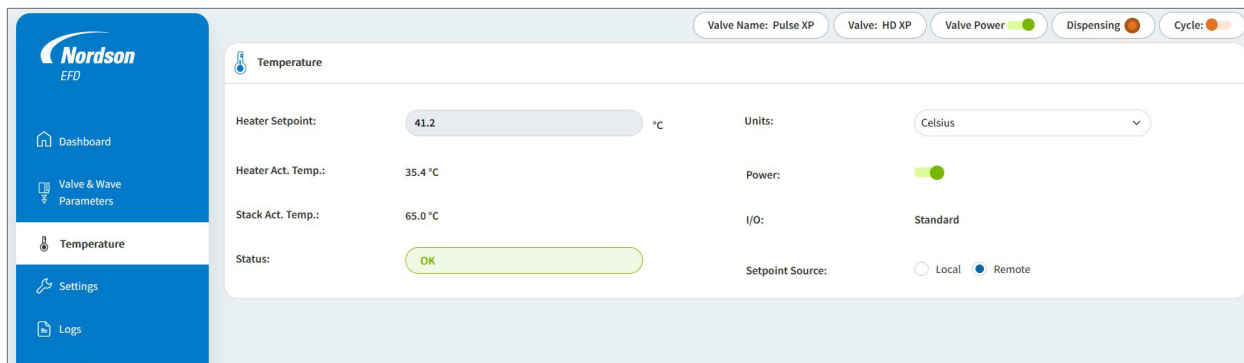 Nordson
EFD
Valve Name: Pulse XP
Valve: HD XP
Valve Power
Dispensing
Cycle:
Dashboard
Valve & Wave
Parameters
Temperature
Settings
Logs
Temperature
Heater Setpoint:
41.2
°C
Units:
Celsius
Heater Act. Temp.:
35.4 °C
Power:
Stack Act. Temp.:
65.0 °C
I/O:
Standard
Status:
OK
Setpoint Source:
Local
Remote